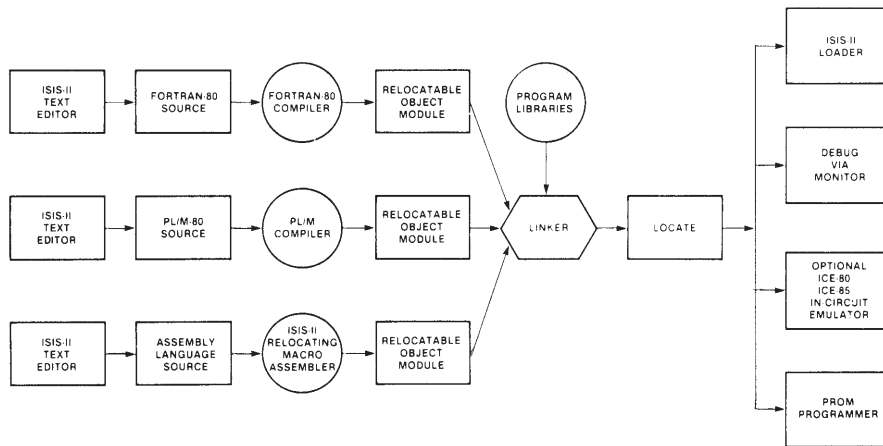 ISIS-II
TEXT
EDITOR
FORTRAN-80
SOURCE
FORTRAN-80
COMPILER
RELOCATABLE
OBJECT
MODULE
PROGRAM
LIBRARIES
ISIS-II
TEXT
EDITOR
PL/M-80
SOURCE
PL/M
COMPILER
RELOCATABLE
OBJECT
MODULE
LINKER
LOCATE
ISIS-II
TEXT
EDITOR
ASSEMBLY
LANGUAGE
SOURCE
ISIS-II
RELOCATING
MACRO
ASSEMBLER
RELOCATABLE
OBJECT
MODULE
ISIS-II
LOADER
DEBUG
VIA
MONITOR
OPTIONAL
ICE-80
ICE-85
IN-CIRCUIT
EMULATOR
PROM
PROGRAMMER